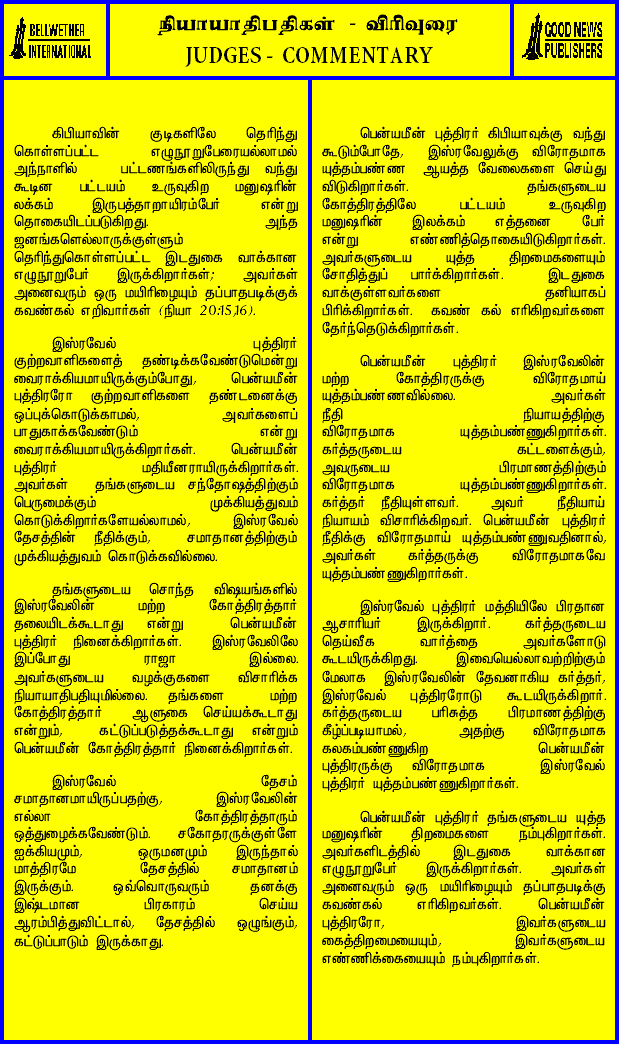 BELLWETHER
INTERNATIONAL
நியாயாதிபதிகள் - விரிவுரை
JUDGES - COMMENTARY
GOOD NEWS
PUBLISHERS
கிபியாவின் குடிகளிலே தெரிந்து
கொள்ளப்பட்ட எழுநூறுபேரையல்லாமல்
அந்நாளில் பட்டணங்களிலிருந்து வந்து
கூடின பட்டயம் உருவுகிற மனுஷரின்
லக்கம் இருபத்தாறாயிரம்பேர் என்று
தொகையிடப்படுகிறது. அந்த
ஜனங்களெல்லாருக்குள்ளும்
தெரிந்துகொள்ளப்பட்ட இடதுகை வாக்கான
எழுநூறுபேர் இருக்கிறார்கள்; அவர்கள்
அனைவரும் ஒரு மயிரிழையும் தப்பாதபடிக்குக்
கவண்கல் எறிவார்கள் (நியா 20:15,16).
இஸ்ரவேல் புத்திரர்
குற்றவாளிகளைத் தண்டிக்கவேண்டுமென்று
வைராக்கியமாயிருக்கும்போது, பென்யமீன்
புத்திரரோ குற்றவாளிகளை தண்டனைக்கு
ஒப்புக்கொடுக்காமல், அவர்களைப்
பாதுகாக்கவேண்டும் என்று
வைராக்கியமாயிருக்கிறார்கள். பென்யமீன்
புத்திரர் மதியீனராயிருக்கிறார்கள்.
அவர்கள் தங்களுடைய சந்தோஷத்திற்கும்
பெருமைக்கும் முக்கியத்துவம்
கொடுக்கிறார்களேயல்லாமல், இஸ்ரவேல்
தேசத்தின் நீதிக்கும், சமாதானத்திற்கும்
முக்கியத்துவம் கொடுக்கவில்லை.
தங்களுடைய சொந்த விஷயங்களில்
இஸ்ரவேலின் மற்ற கோத்திரத்தார்
தலையிடக்கூடாது என்று பென்யமீன்
புத்திரர் நினைக்கிறார்கள். இஸ்ரவேலிலே
இப்போது ராஜா இல்லை.
அவர்களுடைய வழக்குகளை விசாரிக்க
நியாயாதிபதியுமில்லை. தங்களை மற்ற
கோத்திரத்தார் ஆளுகை செய்யக்கூடாது
என்றும், கட்டுப்படுத்தக்கூடாது என்றும்
பென்யமீன் கோத்திரத்தார் நினைக்கிறார்கள்.
இஸ்ரவேல் தேசம்
சமாதானமாயிருப்பதற்கு, இஸ்ரவேலின்
எல்லா கோத்திரத்தாரும்
ஒத்துழைக்கவேண்டும். சகோதரருக்குள்ளே
ஐக்கியமும், ஒருமனமும் இருந்தால்
மாத்திரமே தேசத்தில் சமாதானம்
இருக்கும். ஒவ்வொருவரும் தனக்கு
இஷ்டமான பிரகாரம் செய்ய
ஆரம்பித்துவிட்டால், தேசத்தில் ஒழுங்கும்,
கட்டுப்பாடும் இருக்காது.
பென்யமீன் புத்திரர் கிபியாவுக்கு வந்து
கூடும்போதே, இஸ்ரவேலுக்கு விரோதமாக
யுத்தம்பண்ண ஆயத்த வேலைகளை செய்து
விடுகிறார்கள். தங்களுடைய
கோத்திரத்திலே பட்டயம் உருவுகிற
மனுஷரின் இலக்கம் எத்தனை பேர்
என்று எண்ணித்தொகையிடுகிறார்கள்.
அவர்களுடைய யுத்த திறமைகளையும்
சோதித்துப் பார்க்கிறார்கள். இடதுகை
வாக்குள்ளவர்களை தனியாகப்
பிரிக்கிறார்கள். கவண் கல் எரிகிறவர்களை
தேர்ந்தெடுக்கிறார்கள்.
பென்யமீன் புத்திரர் இஸ்ரவேலின்
மற்ற கோத்திரருக்கு விரோதமாய்
யுத்தம்பண்ணவில்லை. அவர்கள்
நீதி நியாயத்திற்கு
விரோதமாக யுத்தம்பண்ணுகிறார்கள்.
கர்த்தருடைய கட்டளைக்கும்,
அவருடைய பிரமாணத்திற்கும்
விரோதமாக யுத்தம்பண்ணுகிறார்கள்.
கர்த்தர் நீதியுள்ளவர். அவர் நீதியாய்
நியாயம் விசாரிக்கிறவர். பென்யமீன் புத்திரர்
நீதிக்கு விரோதமாய் யுத்தம்பண்ணுவதினால்,
அவர்கள் கர்த்தருக்கு விரோதமாகவே
யுத்தம்பண்ணுகிறார்கள்.
இஸ்ரவேல் புத்திரர் மத்தியிலே பிரதான
ஆசாரியர் இருக்கிறார். கர்த்தருடைய
தெய்வீக வார்த்தை அவர்களோடு
கூடயிருக்கிறது. இவையெல்லாவற்றிற்கும்
மேலாக இஸ்ரவேலின் தேவனாகிய கர்த்தர்,
இஸ்ரவேல் புத்திரரோடு கூடயிருக்கிறார்.
கர்த்தருடைய பரிசுத்த பிரமாணத்திற்கு
கீழ்ப்படியாமல், அதற்கு விரோதமாக
கலகம்பண்ணுகிற பென்யமீன்
புத்திரருக்கு விரோதமாக இஸ்ரவேல்
புத்திரர் யுத்தம்பண்ணுகிறார்கள்.
பென்யமீன் புத்திரர் தங்களுடைய யுத்த
மனுஷரின் திறமைகளை நம்புகிறார்கள்.
அவர்களிடத்தில் இடதுகை வாக்கான
எழுநூறுபேர் இருக்கிறார்கள். அவர்கள்
அனைவரும் ஒரு மயிரிழையும் தப்பாதபடிக்கு
கவண்கல் எரிகிறவர்கள். பென்யமீன்
புத்திரரோ, இவர்களுடைய
கைத்திறமையையும், இவர்களுடைய
எண்ணிக்கையையும் நம்புகிறார்கள்.